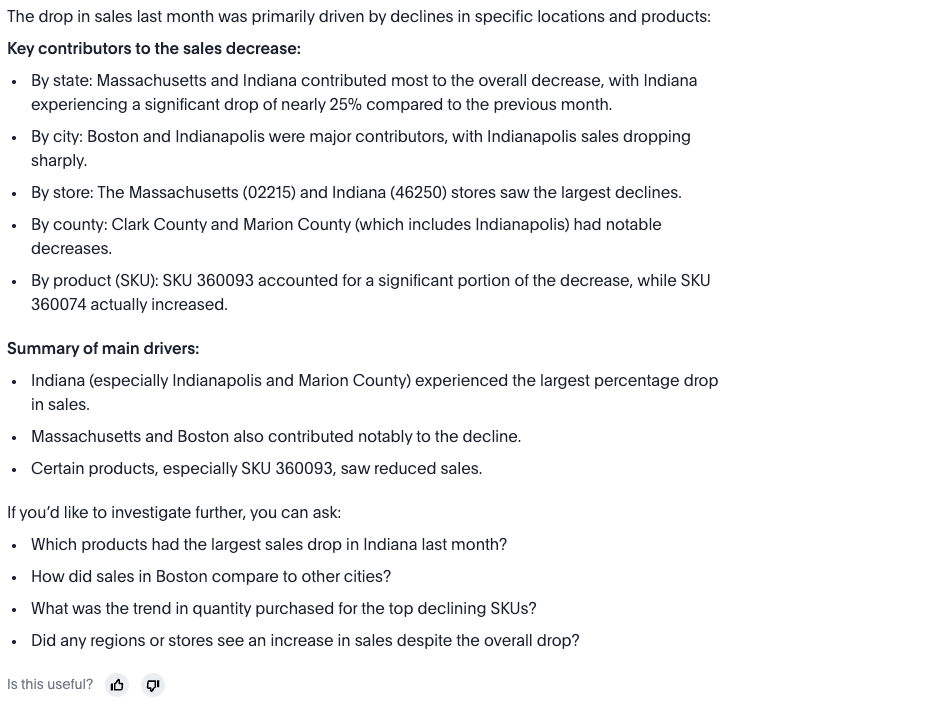 The drop in sales last month was primarily driven by declines in specific locations and products:
Key contributors to the sales decrease:
• By state: Massachusetts and Indiana contributed most to the overall decrease, with Indiana
experiencing a significant drop of nearly 25% compared to the previous month.
• By city: Boston and Indianapolis were major contributors, with Indianapolis sales dropping
sharply.
• By store: The Massachusetts (02215) and Indiana (46250) stores saw the largest declines.
• By county: Clark County and Marion County (which includes Indianapolis) had notable
decreases.
• By product (SKU): SKU 360093 accounted for a significant portion of the decrease, while SKU
360074 actually increased.
Summary of main drivers:
• Indiana (especially Indianapolis and Marion County) experienced the largest percentage drop
in sales.
• Massachusetts and Boston also contributed notably to the decline.
• Certain products, especially SKU 360093, saw reduced sales.
If you’d like to investigate further, you can ask:
• Which products had the largest sales drop in Indiana last month?
• How did sales in Boston compare to other cities?
• What was the trend in quantity purchased for the top declining SKUs?
• Did any regions or stores see an increase in sales despite the overall drop?
Is this useful?